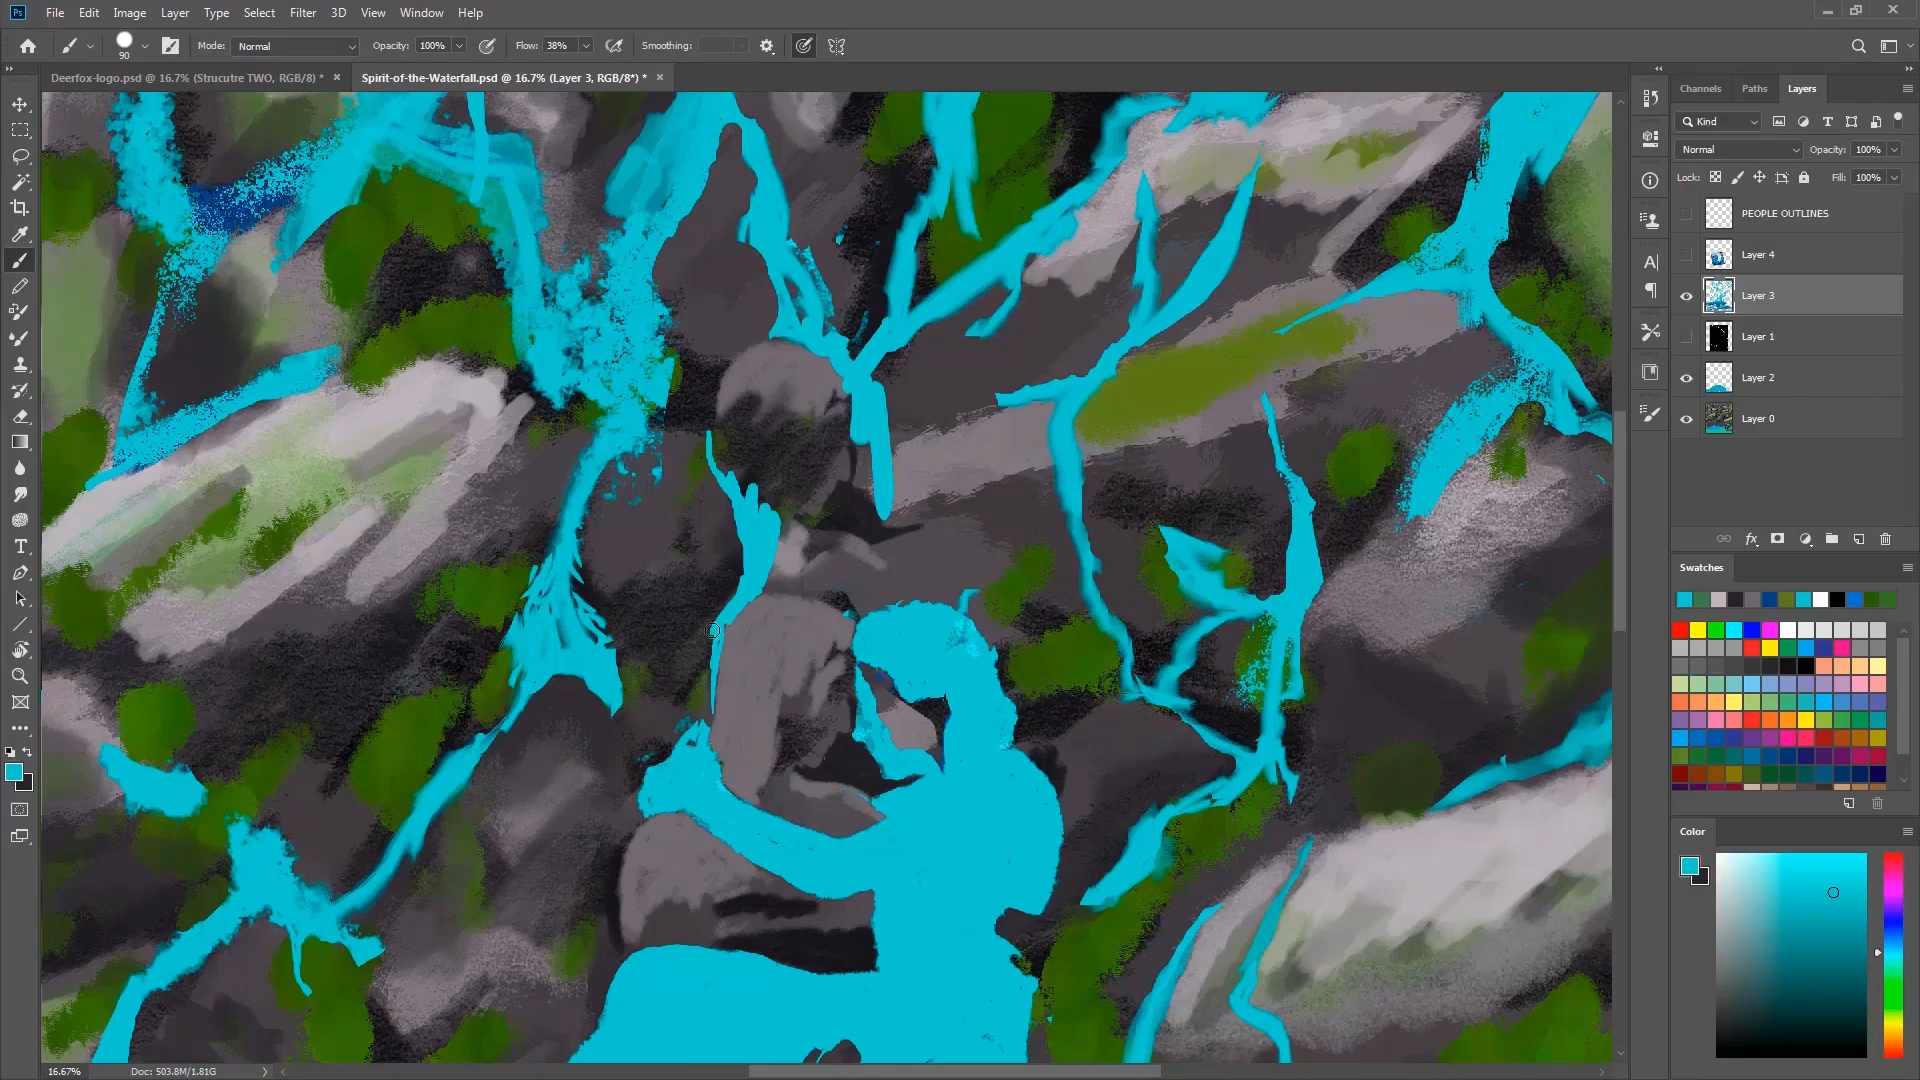 Ps File Edit Image Layer Type Select Filter 3D View Window Help
90 Mode: Normal Opacity: 100% Flow: 38% Smoothing:
Deerfox-logo.psd @ 16.7% (Strucutre TWO, RGB/8) * × Spirit-of-the-Waterfall.psd @ 16.7% (Layer 3, RGB/8*) * ×
Channels Paths Layers
Kind
Normal Opacity: 100%
Lock: Fill: 100%
PEOPLE OUTLINES
Layer 4
Layer 3
Layer 1
Layer 2
Layer 0
fx
Swatches
Color
16.67% Doc: 503.8M/1.81G